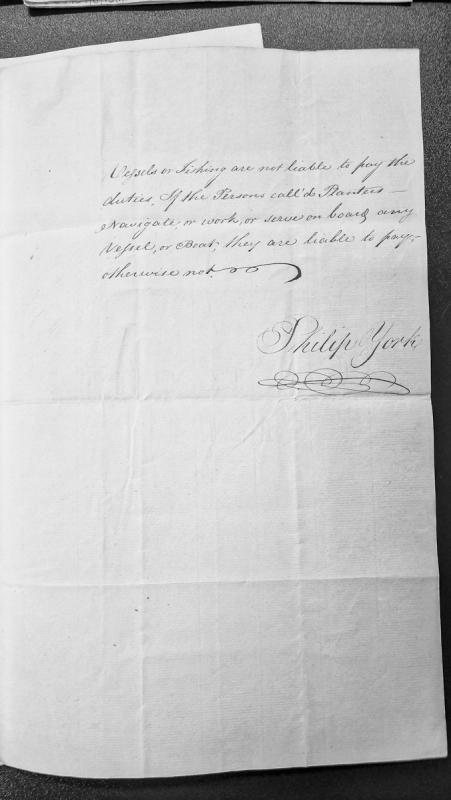 Vessels or Fishing are not liable to pay the
duties, If the Persons call'd Planters —
Navigate, or work, or serve on board any
Vessel, or Boat; they are liable to pay,
otherwise not.
Philip York